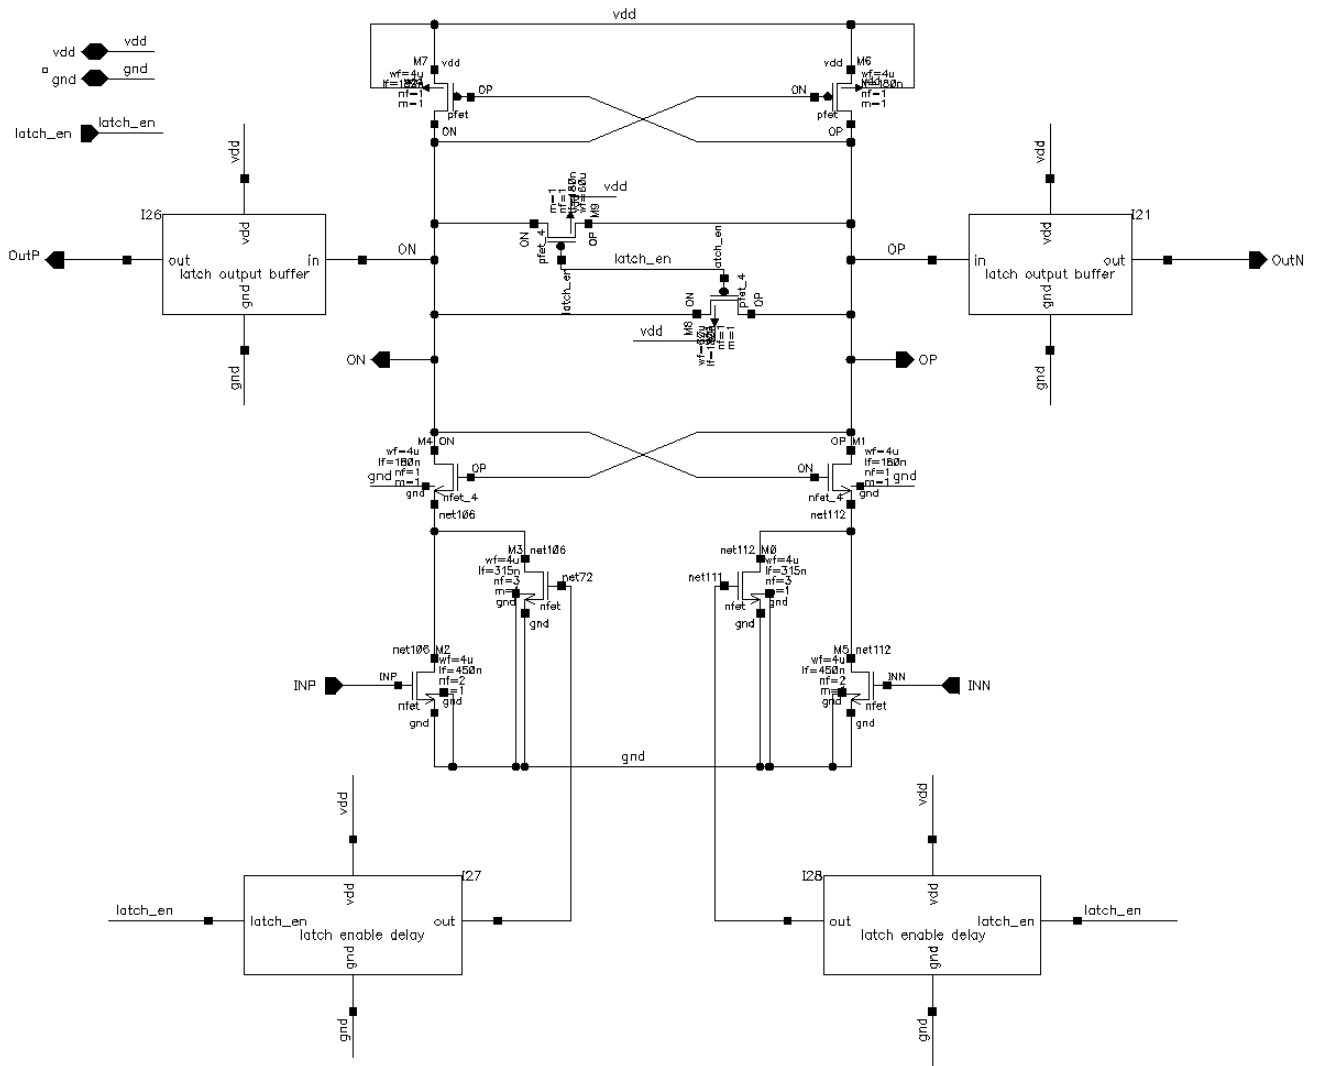 vdd
vdd
vdd
gnd
gnd
latch_en
latch_en
M7
vdd
wf=4u
nf-1
m-1
pfet
OP
ON
vdd
M6
wf=4u
lf=180n
nf-1
m-1
pfet
ON
OP
vdd
I26
vdd
out
in
latch output buffer
gnd
gnd
OutP
ON
vdd
I21
vdd
in
out
latch output buffer
gnd
gnd
OP
OutN
m-1
nf=1
wf=60u
M9
vdd
ON
OP
pfet_4
latch_en
latch_en
atch_en
pfet_4
ON
OP
M8
vdd
nf=1
m=1
ON
OP
M4
ON
wf-4u
lf=180n
nf=1
m-1
gnd
gnd
OP
nfet_4
net106
OP
M1
wf-4u
lf=180n
nf=1
m-1
gnd
gnd
ON
nfet_4
net112
M3
net106
wf=4u
lf=315n
nf=3
gnd
net72
nfet
gnd
net112
M0
wf=4u
lf=315n
nf=3
gnd
net111
nfet
gnd
net106
M2
wf=4u
lf=450n
nf=2
gnd
INP
INP
nfet
gnd
M5
net112
wf=4u
lf=450n
nf=2
gnd
INN
INN
nfet
gnd
gnd
vdd
I27
vdd
latch_en
latch_en
out
latch enable delay
gnd
gnd
vdd
I28
vdd
out
latch_en
latch_en
latch enable delay
gnd
gnd